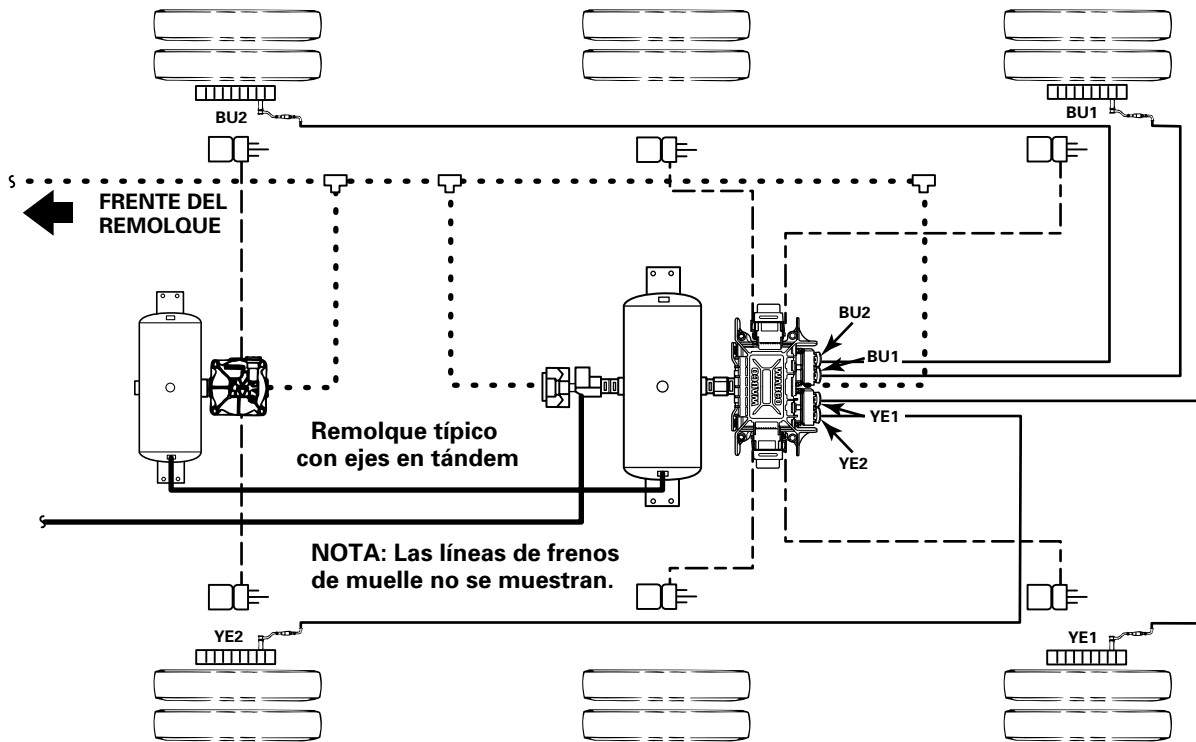 BU2
BU1
FRENTE DEL
REMOLQUE
BU2
BU1
Remolque típico
con ejes en tándem
YE1
YE2
NOTA: Las líneas de frenos
de muelle no se muestran.
YE2
YE1